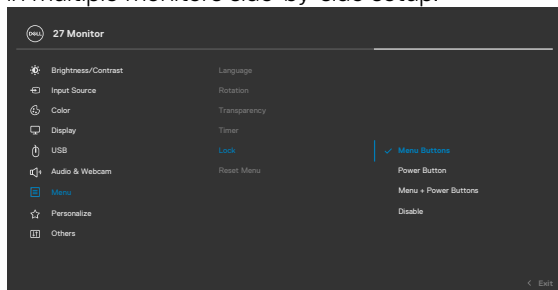 in multiple monitors side-by-side setup.
DELL 27 Monitor
Brightness/Contrast Language
Input Source Rotation
Color Transparency
Display Timer
USB Lock Menu Buttons
Audio & Webcam Reset Menu Power Button
Menu Menu + Power Buttons
Personalize Disable
Others
Exit